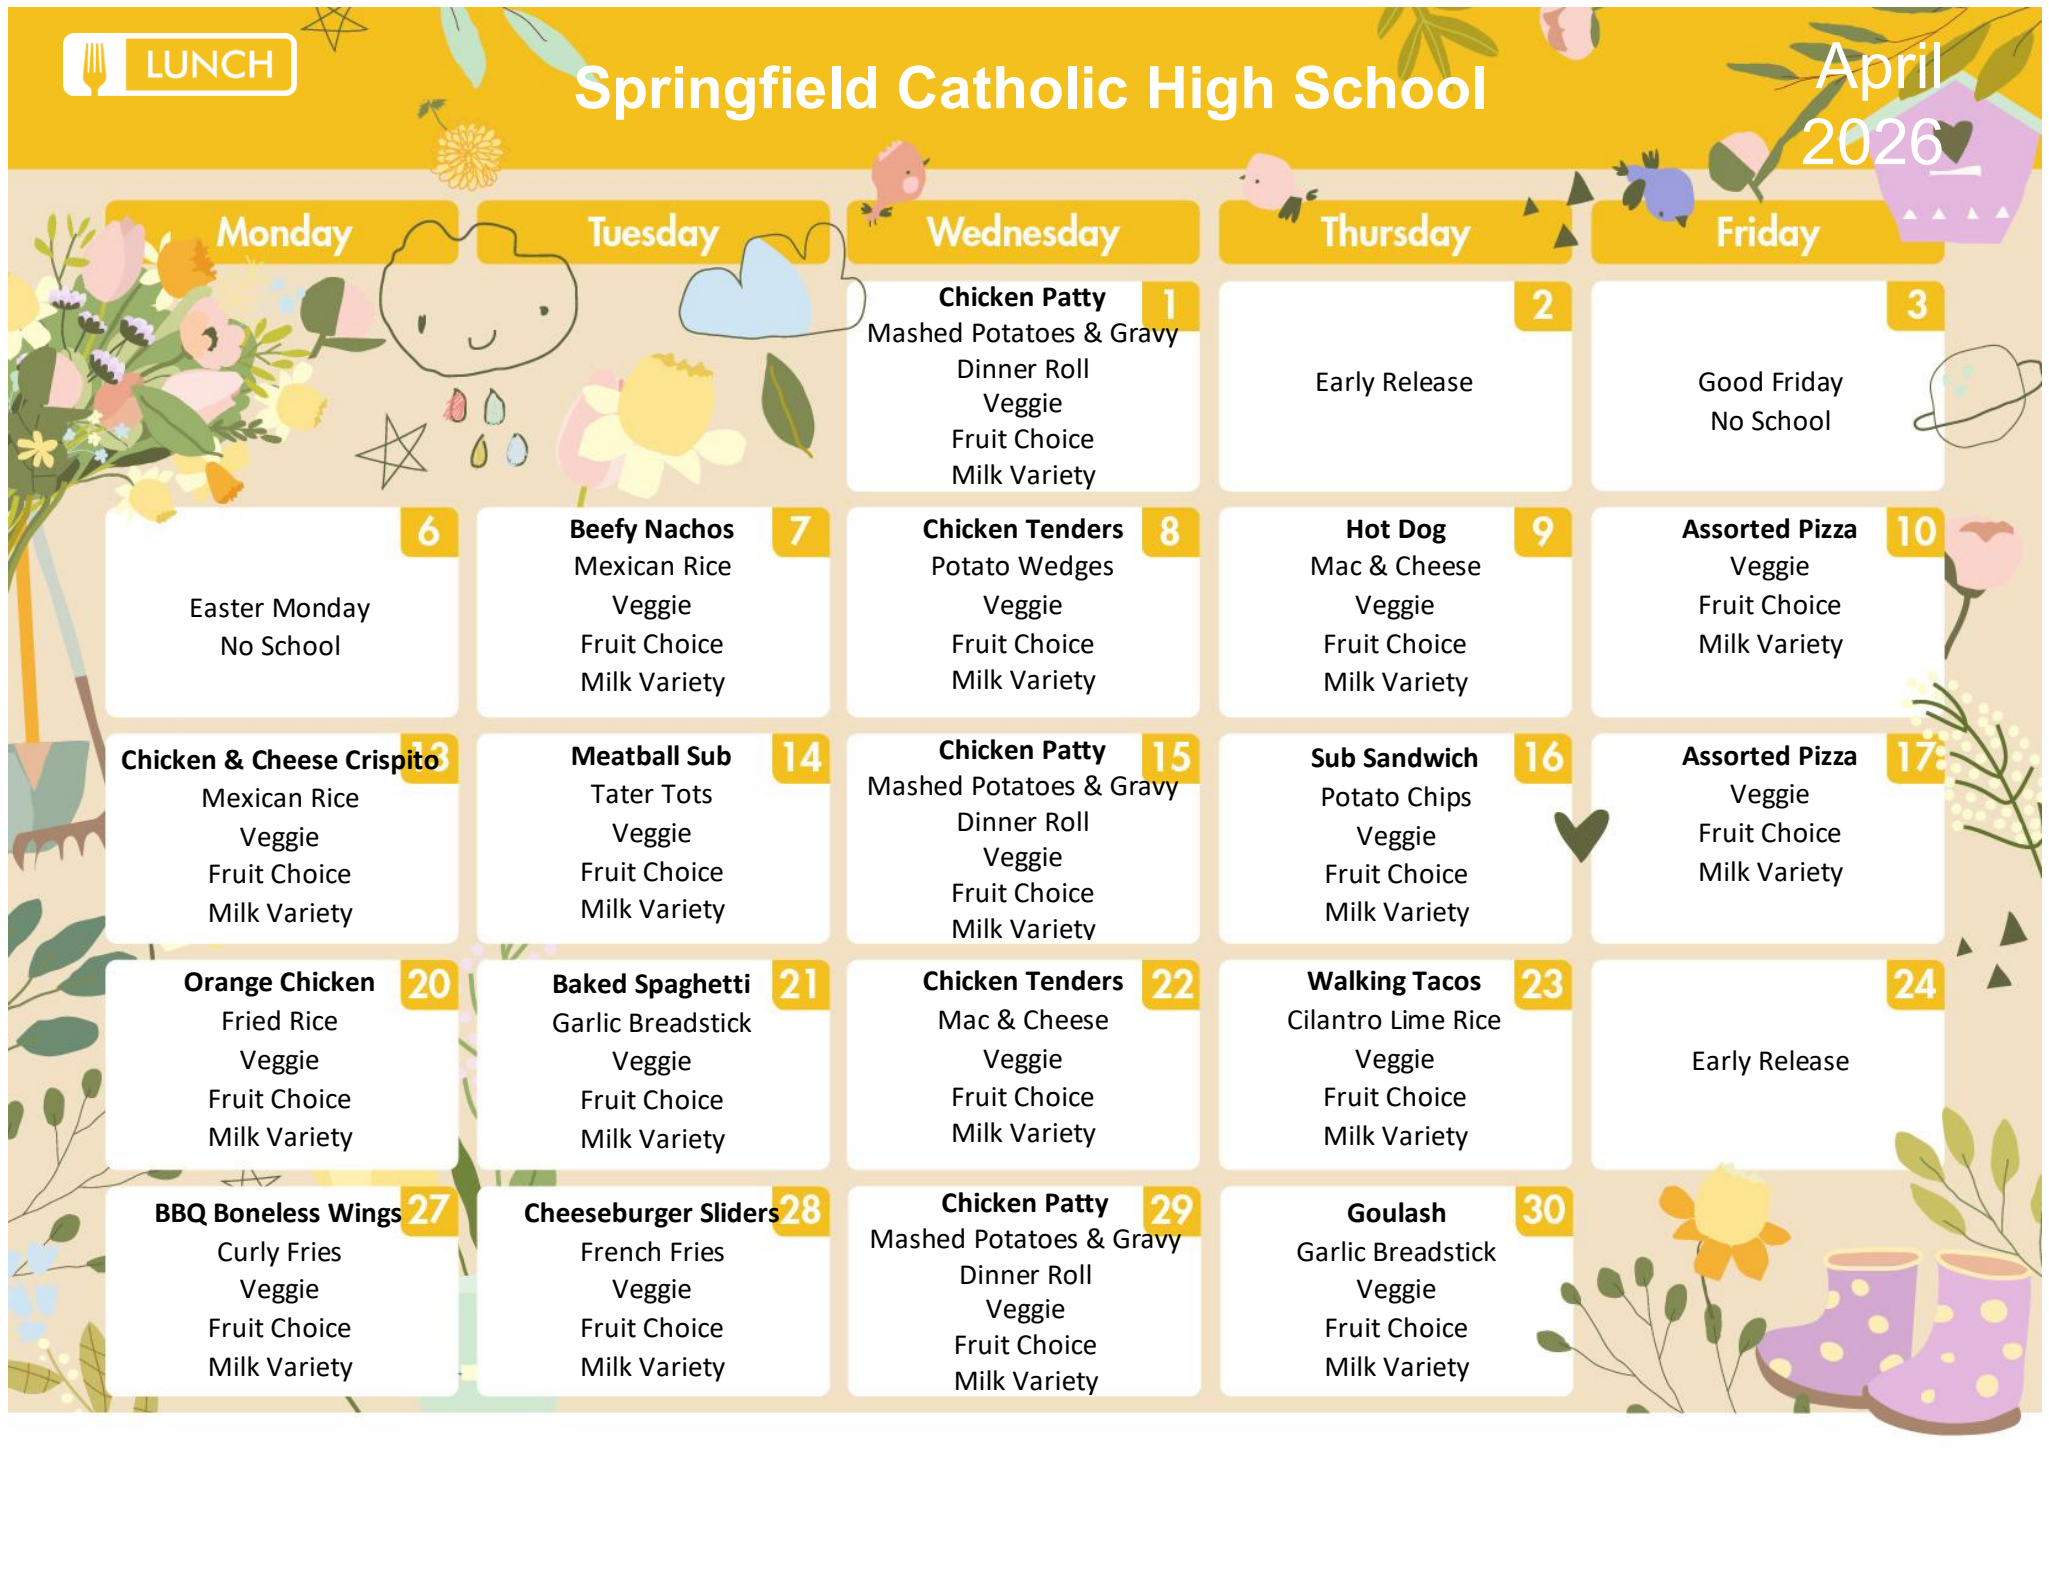 LUNCH
Springfield Catholic High School
April
2026
Monday
Tuesday
Wednesday
Thursday
Friday
1
Chicken Patty
Mashed Potatoes & Gravy
Dinner Roll
Veggie
Fruit Choice
Milk Variety
2
Early Release
3
Good Friday
No School
6
Easter Monday
No School
7
Beefy Nachos
Mexican Rice
Veggie
Fruit Choice
Milk Variety
8
Chicken Tenders
Potato Wedges
Veggie
Fruit Choice
Milk Variety
9
Hot Dog
Mac & Cheese
Veggie
Fruit Choice
Milk Variety
10
Assorted Pizza
Veggie
Fruit Choice
Milk Variety
13
Chicken & Cheese Crispito
Mexican Rice
Veggie
Fruit Choice
Milk Variety
14
Meatball Sub
Tater Tots
Veggie
Fruit Choice
Milk Variety
15
Chicken Patty
Mashed Potatoes & Gravy
Dinner Roll
Veggie
Fruit Choice
Milk Variety
16
Sub Sandwich
Potato Chips
Veggie
Fruit Choice
Milk Variety
17
Assorted Pizza
Veggie
Fruit Choice
Milk Variety
20
Orange Chicken
Fried Rice
Veggie
Fruit Choice
Milk Variety
21
Baked Spaghetti
Garlic Breadstick
Veggie
Fruit Choice
Milk Variety
22
Chicken Tenders
Mac & Cheese
Veggie
Fruit Choice
Milk Variety
23
Walking Tacos
Cilantro Lime Rice
Veggie
Fruit Choice
Milk Variety
24
Early Release
27
BBQ Boneless Wings
Curly Fries
Veggie
Fruit Choice
Milk Variety
28
Cheeseburger Sliders
French Fries
Veggie
Fruit Choice
Milk Variety
29
Chicken Patty
Mashed Potatoes & Gravy
Dinner Roll
Veggie
Fruit Choice
Milk Variety
30
Goulash
Garlic Breadstick
Veggie
Fruit Choice
Milk Variety